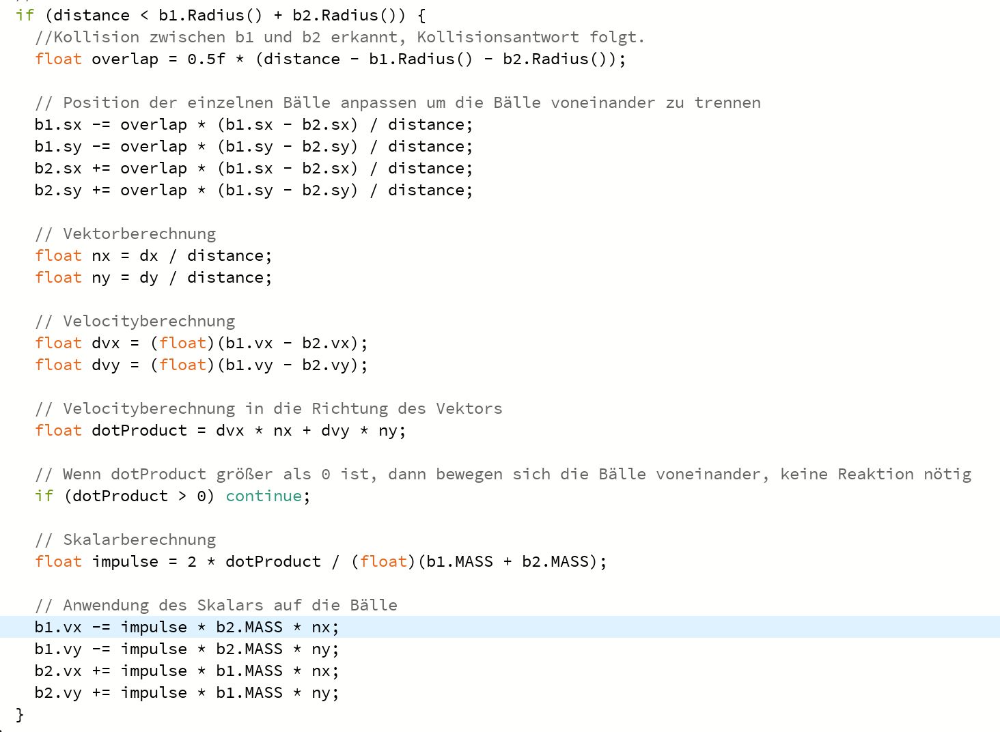 if (distance < b1.Radius() + b2.Radius()) {
//Kollision zwischen b1 und b2 erkannt, Kollisionsantwort folgt.
float overlap = 0.5f * (distance - b1.Radius() - b2.Radius());
// Position der einzelnen Bälle anpassen um die Bälle voneinander zu trennen
b1.sx -= overlap * (b1.sx - b2.sx) / distance;
b1.sy -= overlap * (b1.sy - b2.sy) / distance;
b2.sx += overlap * (b1.sx - b2.sx) / distance;
b2.sy += overlap * (b1.sy - b2.sy) / distance;
// Vektorberechnung
float nx = dx / distance;
float ny = dy / distance;
// Velocityberechnung
float dvx = (float)(b1.vx - b2.vx);
float dvy = (float)(b1.vy - b2.vy);
// Velocityberechnung in die Richtung des Vektors
float dotProduct = dvx * nx + dvy * ny;
// Wenn dotProduct größer als 0 ist, dann bewegen sich die Bälle voneinander, keine Reaktion nötig
if (dotProduct > 0) continue;
// Skalarberechnung
float impulse = 2 * dotProduct / (float)(b1.MASS + b2.MASS);
// Anwendung des Skalars auf die Bälle
b1.vx -= impulse * b2.MASS * nx;
b1.vy -= impulse * b2.MASS * ny;
b2.vx += impulse * b1.MASS * nx;
b2.vy += impulse * b1.MASS * ny;
}